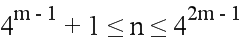 4^{m - 1} + 1 ≤ n ≤ 4^{2m - 1}